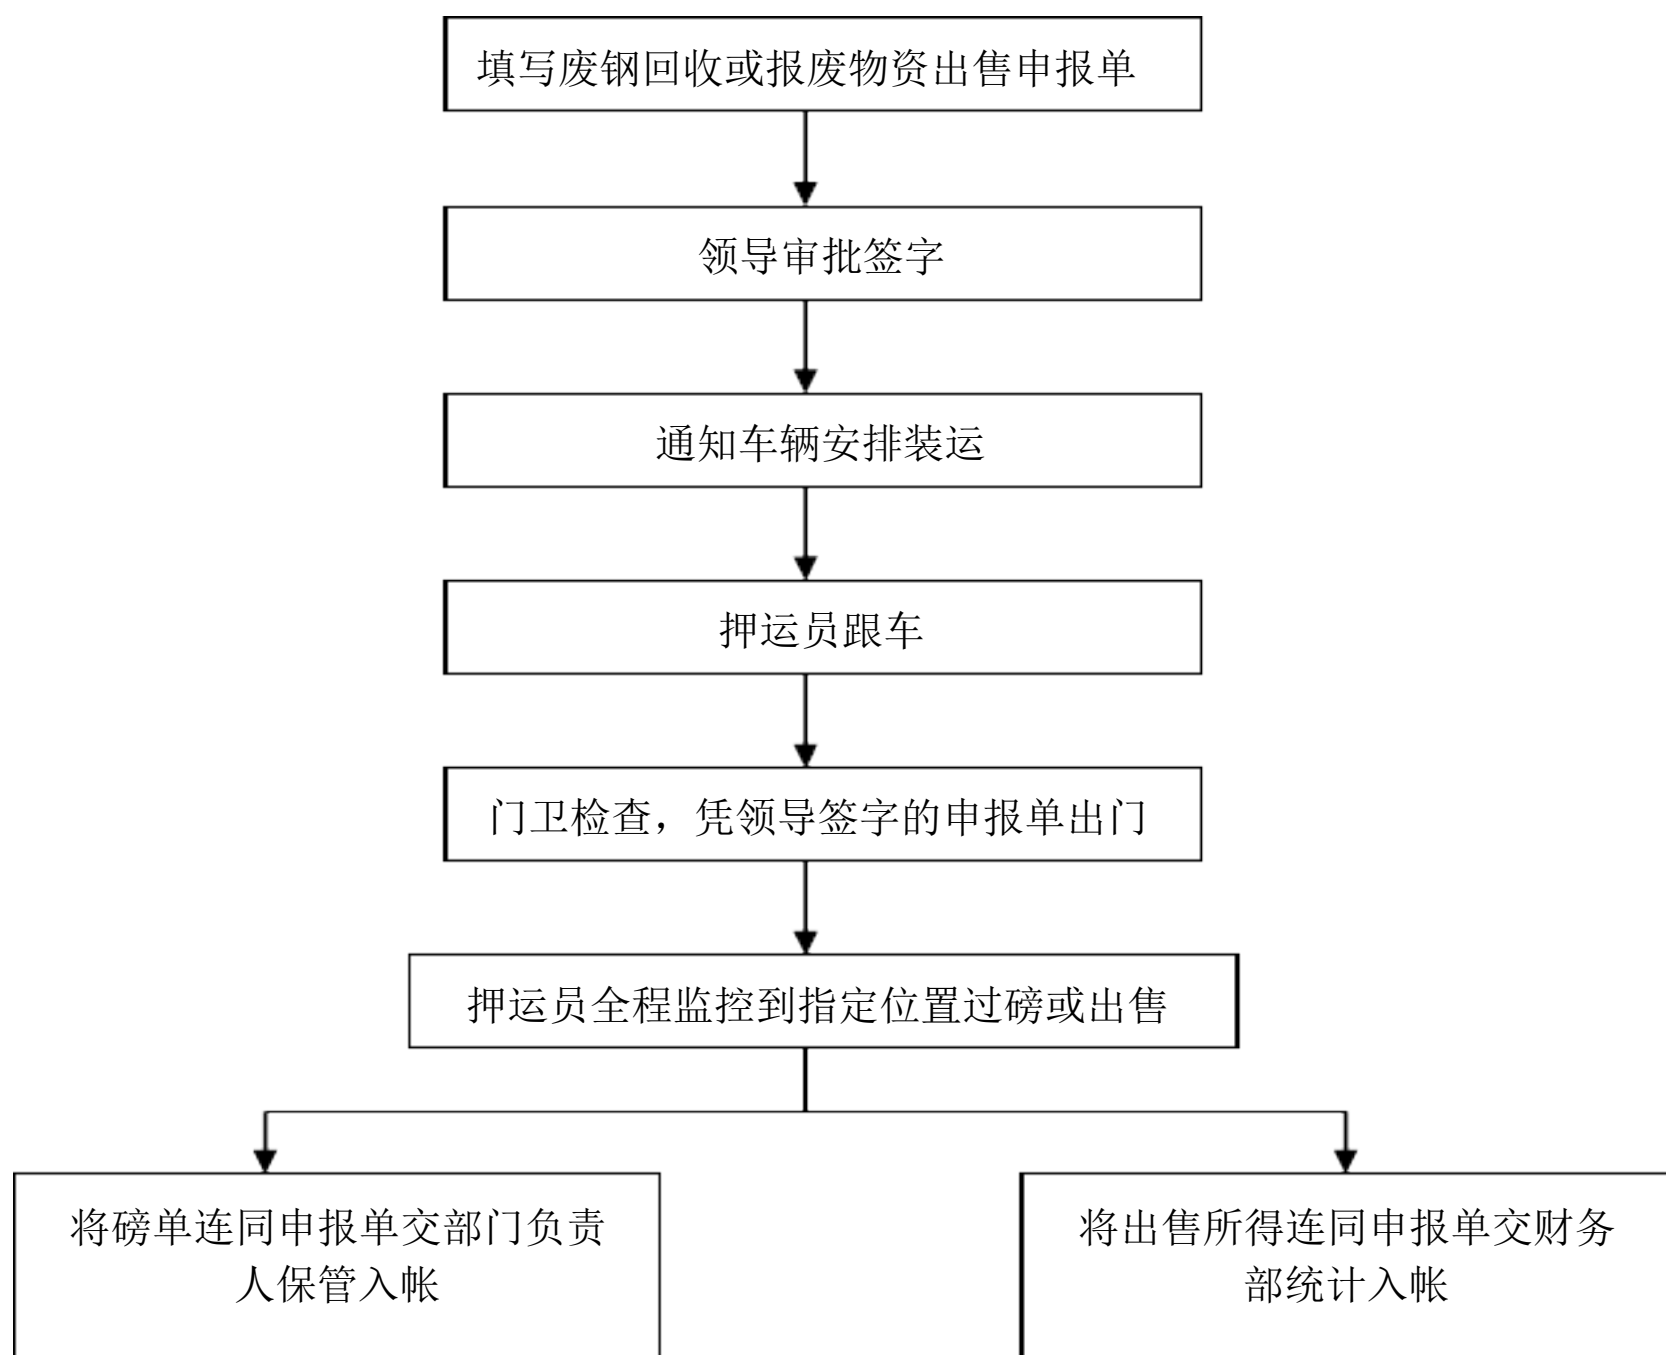 填写废钢回收或报废物资出售申报单
领导审批签字
通知车辆安排装运
押运员跟车
门卫检查，凭领导签字的申报单出门
押运员全程监控到指定位置过磅或出售
将磅单连同申报单交部门负责
人保管入帐
将出售所得连同申报单交财务
部统计入帐